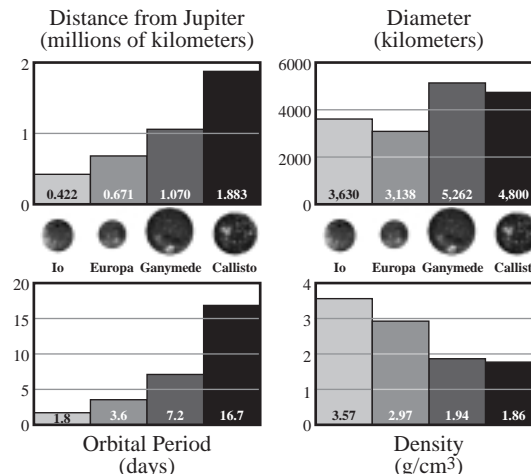 Distance from Jupiter
(millions of kilometers)
2
1
0
0.422 0.671 1.070 1.883
Diameter
(kilometers)
6000
4000
2000
0
3,630 3,138 5,262 4,800
Io Europa Ganymede Callisto
Io Europa Ganymede Callist
20
15
10
5
0
1.8 3.6 7.2 16.7
Orbital Period
(days)
4
3
2
1
0
3.57 2.97 1.94 1.86
Density
(g/cm³)